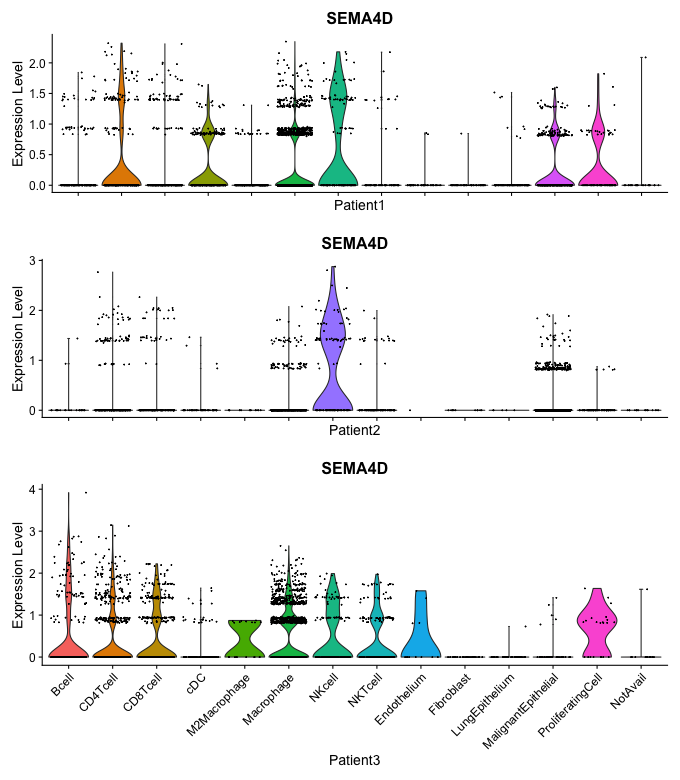 SEMA4D
Expression Level
2.0
1.5
1.0
0.5
0.0
Patient1
SEMA4D
Expression Level
3
2
1
0
Patient2
SEMA4D
Expression Level
4
3
2
1
0
Bcell
CD4Tcell
CD8Tcell
cDC
M2Macrophage
Macrophage
NKcell
NKTcell
Endothelium
Fibroblast
LungEpithelium
MalignantEpithelial
ProliferatingCell
NotAvail
Patient3